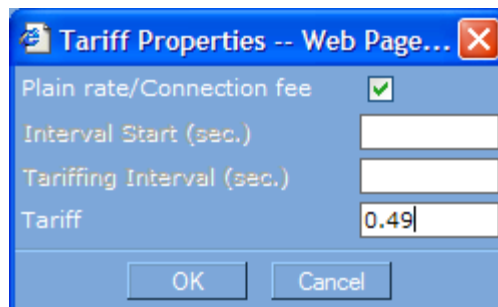 Tariff Properties -- Web Page...
Plain rate/Connection fee
Interval Start (sec.)
Tariffing Interval (sec.)
Tariff 0.49
OK Cancel